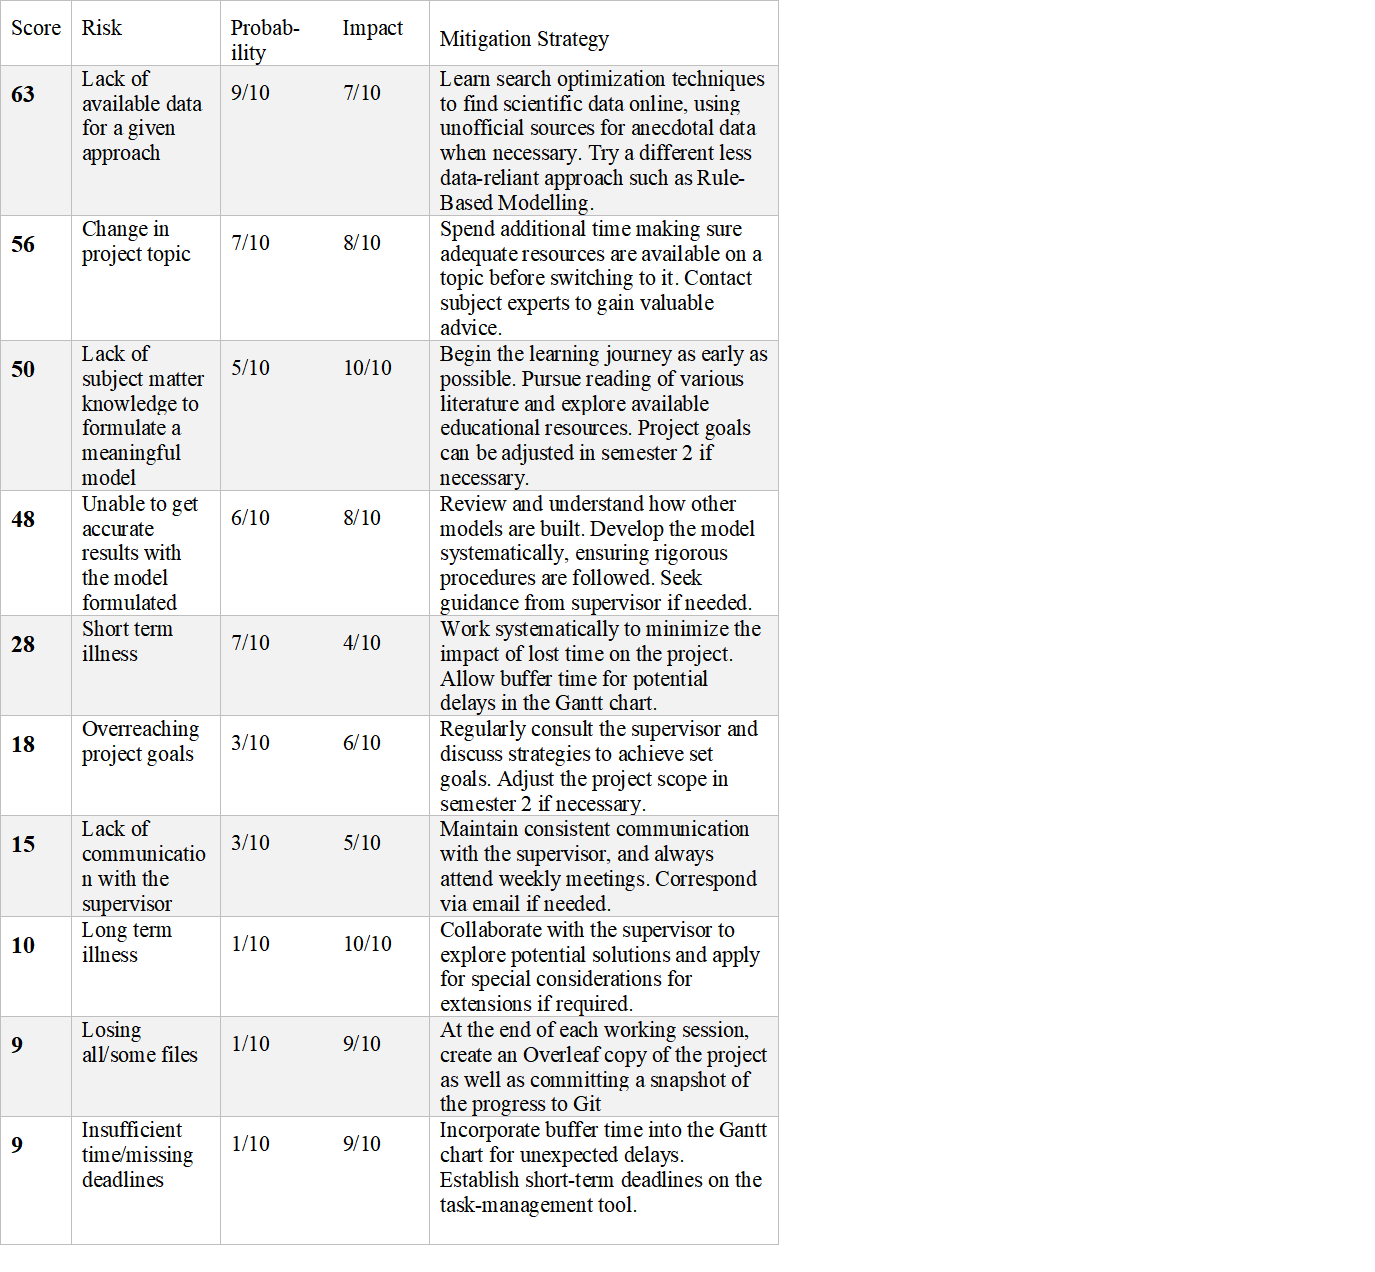 Score Risk Probab- Impact Mitigation Strategy
ility
63 Lack of 9/10 7/10 Learn search optimization techniques
available data to find scientific data online, using
for a given unofficial sources for anecdotal data
approach when necessary. Try a different less
data-reliant approach such as Rule-
Based Modelling.
56 Change in 7/10 8/10 Spend additional time making sure
project topic adequate resources are available on a
topic before switching to it. Contact
subject experts to gain valuable
advice.
50 Lack of 5/10 10/10 Begin the learning journey as early as
subject matter possible. Pursue reading of various
knowledge to literature and explore available
formulate a educational resources. Project goals
meaningful can be adjusted in semester 2 if
model necessary.
48 Unable to get 6/10 8/10 Review and understand how other
accurate models are built. Develop the model
results with systematically, ensuring rigorous
the model procedures are followed. Seek
formulated guidance from supervisor if needed.
28 Short term 7/10 4/10 Work systematically to minimize the
illness impact of lost time on the project.
Allow buffer time for potential
delays in the Gantt chart.
18 Overreaching 3/10 6/10 Regularly consult the supervisor and
project goals discuss strategies to achieve set
goals. Adjust the project scope in
semester 2 if necessary.
15 Lack of 3/10 5/10 Maintain consistent communication
communicatio with the supervisor, and always
n with the attend weekly meetings. Correspond
supervisor via email if needed.
10 Long term 1/10 10/10 Collaborate with the supervisor to
illness explore potential solutions and apply
for special considerations for
extensions if required.
9 Losing 1/10 9/10 At the end of each working session,
all/some files create an Overleaf copy of the project
as well as committing a snapshot of
the progress to Git
9 Insufficient 1/10 9/10 Incorporate buffer time into the Gantt
time/missing chart for unexpected delays.
deadlines Establish short-term deadlines on the
task-management tool.